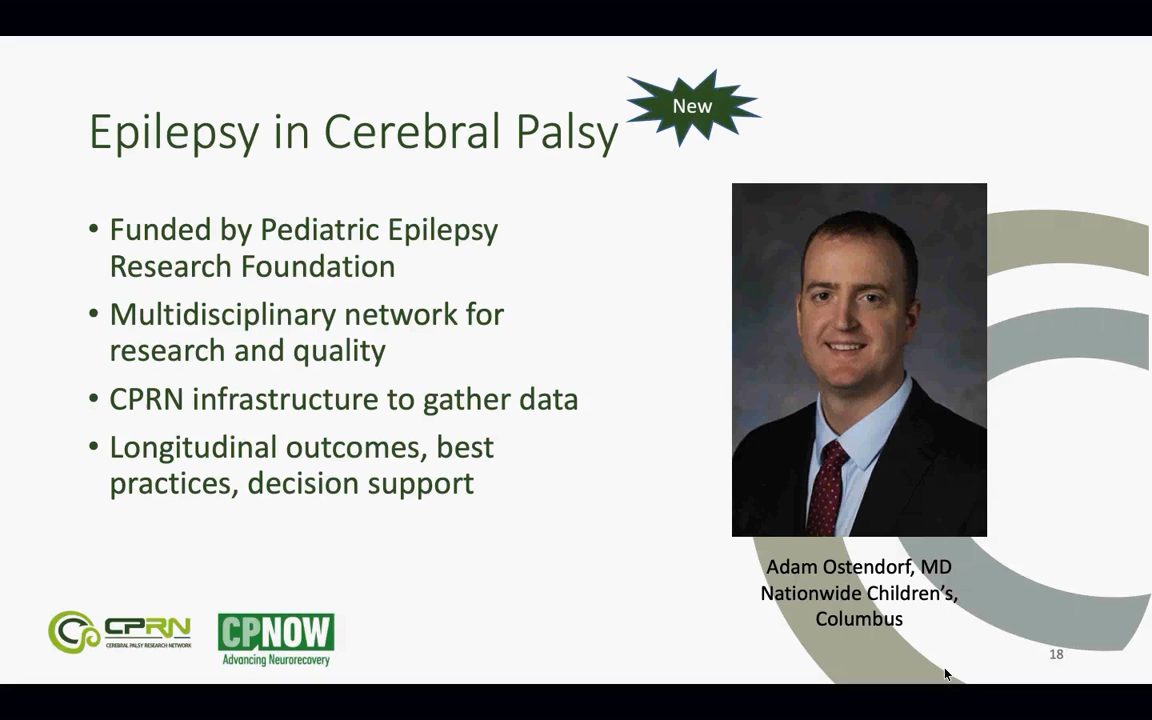 New
Epilepsy in Cerebral Palsy
• Funded by Pediatric Epilepsy
Research Foundation
• Multidisciplinary network for
research and quality
• CPRN infrastructure to gather data
• Longitudinal outcomes, best
practices, decision support
Adam Ostendorf, MD
Nationwide Children's,
Columbus
CPRN
CEREBRAL PALSY RESEARCH NETWORK
CPNOW
Advancing Neurorecovery
18